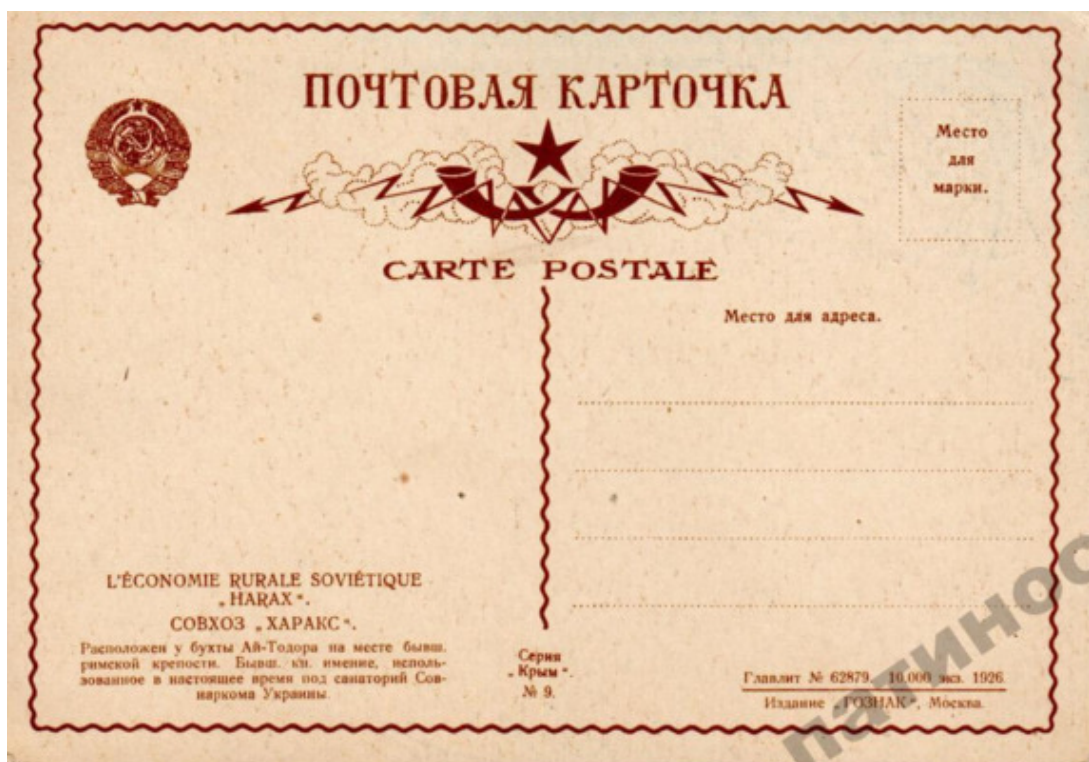 ПОЧТОВАЯ КАРТОЧКА
Место
для
марки.
CARTE POSTALE
Место для адреса.
L'ÉCONOMIE RURALE SOVIÉTIQUE
„HARAX“.
СОВХОЗ „ХАРАКС“.
Расположен у бухты Ай-Тодора на месте бывш.
римской крепости. Бывш. кн. имение, исполь-
зованное в настоящее время под санаторий Сов-
наркома Украины.
Серия
„Крым“.
№ 9.
Главлит № 62879. 10.000 экз. 1926.
Издание „ГОЗНАК“, Москва.
патинос